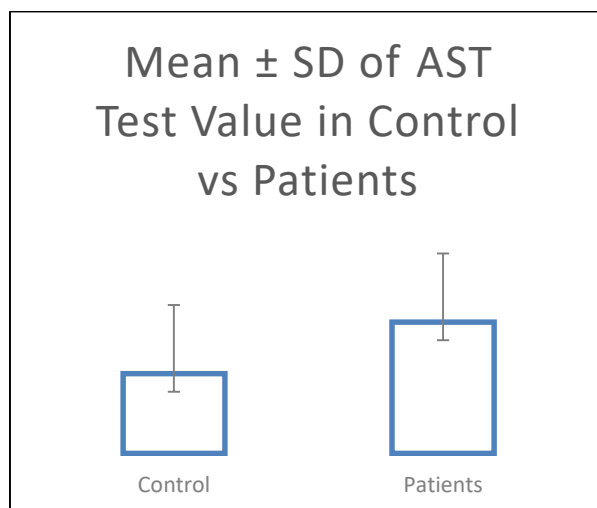 Mean ± SD of AST
Test Value in Control
vs Patients
Control
Patients